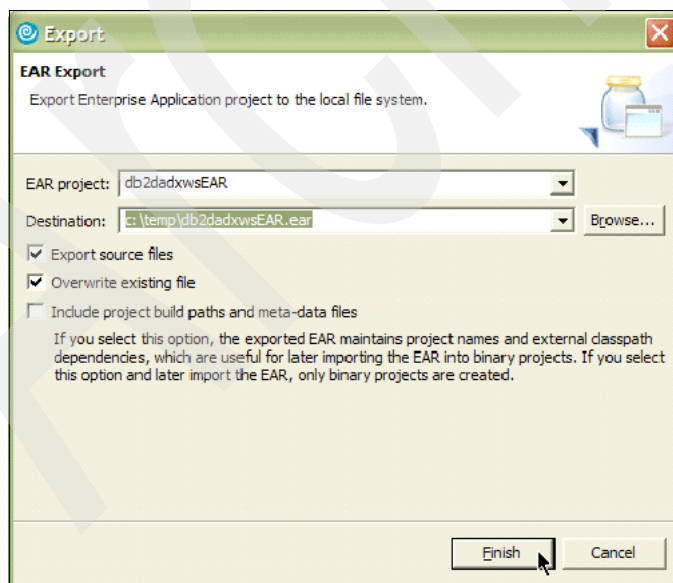 Export
EAR Export
Export Enterprise Application project to the local file system.
EAR project: db2dadxwsEAR
Destination: c:\temp\db2dadxwsEAR.ear Browse...
Export source files
Overwrite existing file
Include project build paths and meta-data files
If you select this option, the exported EAR maintains project names and external classpath
dependencies, which are useful for later importing the EAR into binary projects. If you select
this option and later import the EAR, only binary projects are created.
Finish Cancel